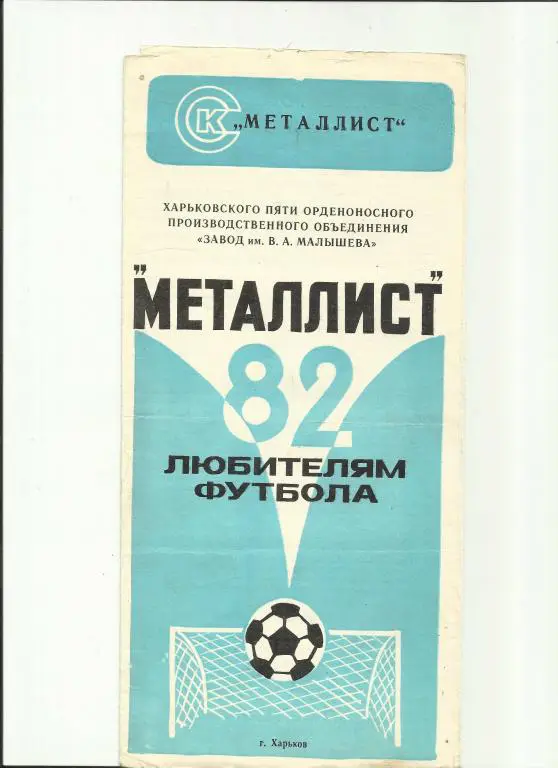 СК „МЕТАЛЛИСТ“
ХАРЬКОВСКОГО ПЯТИ ОРДЕНОНОСНОГО
ПРОИЗВОДСТВЕННОГО ОБЪЕДИНЕНИЯ
«ЗАВОД им. В. А. МАЛЫШЕВА»
„МЕТАЛЛИСТ“
82
ЛЮБИТЕЛЯМ
ФУТБОЛА
г. Харьков